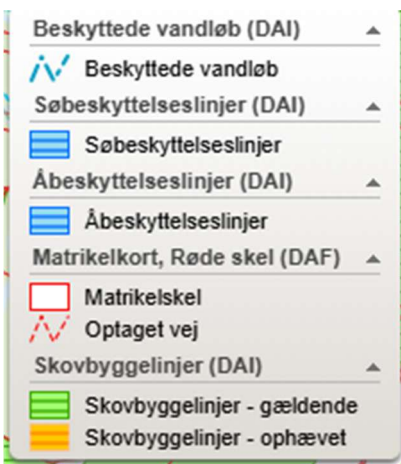 Beskyttede vandløb (DAI)
Beskyttede vandløb
Søbeskyttelseslinjer (DAI)
Søbeskyttelseslinjer
Åbeskyttelseslinjer (DAI)
Åbeskyttelseslinjer
Matrikelkort, Røde skel (DAF)
Matrikelskel
Optaget vej
Skovbyggelinjer (DAI)
Skovbyggelinjer - gældende
Skovbyggelinjer - ophævet